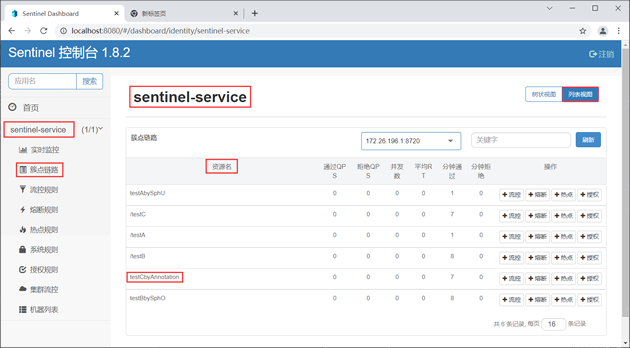 Sentinel Dashboard
新标签页
localhost:8080/#/dashboard/identity/sentinel-service
Sentinel 控制台 1.8.2
注销
应用名
搜索
首页
sentinel-service (1/1)
实时监控
簇点链路
流控规则
熔断规则
热点规则
系统规则
授权规则
集群流控
机器列表
sentinel-service
树状视图
列表视图
簇点链路
172.26.196.1:8720
关键字
刷新
资源名 通过QPS 拒绝QPS 并发数 平均RT 分钟通过 分钟拒绝 操作
testAbySphU 0 0 0 0 1 0 +流控 +熔断 +热点 +授权
/testC 0 0 0 0 7 0 +流控 +熔断 +热点 +授权
/testA 0 0 0 0 1 0 +流控 +熔断 +热点 +授权
/testB 0 0 0 0 8 0 +流控 +熔断 +热点 +授权
testCbyAnnotation 0 0 0 0 7 0 +流控 +熔断 +热点 +授权
testBbySphO 0 0 0 0 8 0 +流控 +熔断 +热点 +授权
共 6 条记录, 每页 16 条记录